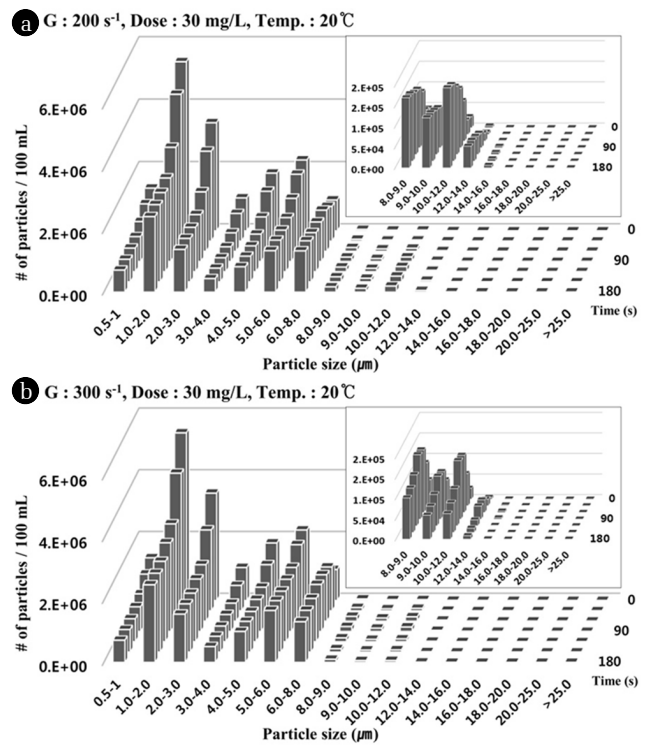 a G : 200 s-1, Dose : 30 mg/L, Temp. : 20℃
# of particles / 100 mL
6.E+06
4.E+06
2.E+06
0.E+00
2.E+05
2.E+05
1.E+05
5.E+04
0.E+00
0
90
180
8.0-9.0
9.0-10.0
10.0-12.0
12.0-14.0
14.0-16.0
16.0-18.0
18.0-20.0
20.0-25.0
>25.0
0
90
180
Time (s)
0.5-1
1.0-2.0
2.0-3.0
3.0-4.0
4.0-5.0
5.0-6.0
6.0-8.0
8.0-9.0
9.0-10.0
10.0-12.0
12.0-14.0
14.0-16.0
16.0-18.0
18.0-20.0
20.0-25.0
>25.0
Particle size (㎛)
b G : 300 s-1, Dose : 30 mg/L, Temp. : 20℃
# of particles / 100 mL
6.E+06
4.E+06
2.E+06
0.E+00
2.E+05
2.E+05
1.E+05
5.E+04
0.E+00
0
90
180
8.0-9.0
9.0-10.0
10.0-12.0
12.0-14.0
14.0-16.0
16.0-18.0
18.0-20.0
20.0-25.0
>25.0
0
90
180
Time (s)
0.5-1
1.0-2.0
2.0-3.0
3.0-4.0
4.0-5.0
5.0-6.0
6.0-8.0
8.0-9.0
9.0-10.0
10.0-12.0
12.0-14.0
14.0-16.0
16.0-18.0
18.0-20.0
20.0-25.0
>25.0
Particle size (㎛)